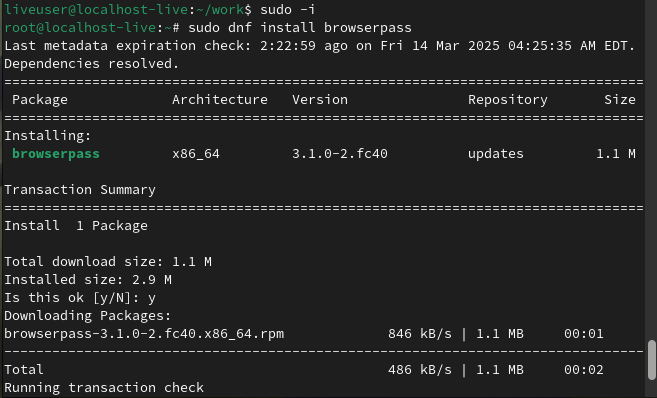 liveuser@localhost-live:~/work$ sudo -i
root@localhost-live:~# sudo dnf install browserpass
Last metadata expiration check: 2:22:59 ago on Fri 14 Mar 2025 04:25:35 AM EDT.
Dependencies resolved.
================================================================================
 Package             Architecture   Version               Repository       Size
================================================================================
Installing:
 browserpass         x86_64         3.1.0-2.fc40          updates         1.1 M

Transaction Summary
================================================================================
Install  1 Package

Total download size: 1.1 M
Installed size: 2.9 M
Is this ok [y/N]: y
Downloading Packages:
browserpass-3.1.0-2.fc40.x86_64.rpm             846 kB/s | 1.1 MB     00:01
--------------------------------------------------------------------------------
Total                                           486 kB/s | 1.1 MB     00:02
Running transaction check